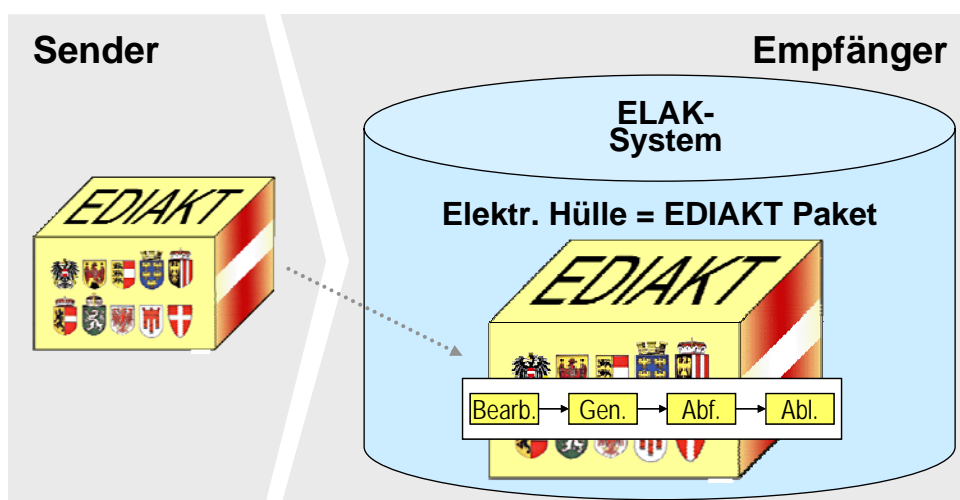 Sender
Empfänger
ELAK-
System
EDIAKT
Elektr. Hülle = EDIAKT Paket
EDIAKT
Bearb.
Gen.
Abf.
Abl.